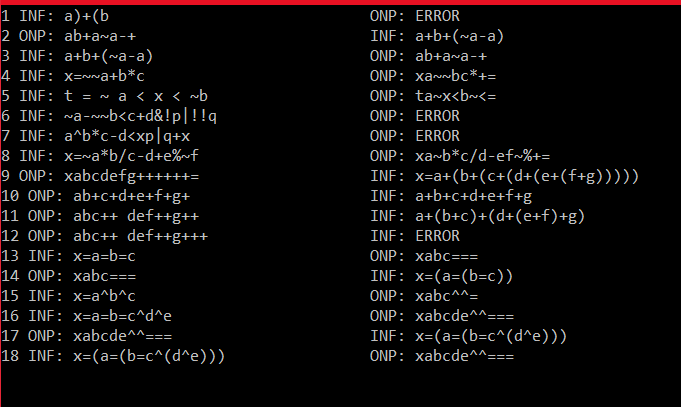 1 INF: a)+(b ONP: ERROR
2 ONP: ab+a~a-+ INF: a+b+(~a-a)
3 INF: a+b+(~a-a) ONP: ab+a~a-+
4 INF: x=~~a+b*c ONP: xa~~bc*+=
5 INF: t = ~ a < x < ~b ONP: ta~x<b~<=
6 INF: ~a-~~b<c+d&!p|!!q ONP: ERROR
7 INF: a^b*c-d<xp|q+x ONP: ERROR
8 INF: x=~a*b/c-d+e%~f ONP: xa~b*c/d-ef~%+=
9 ONP: xabcdefg++++++= INF: x=a+(b+(c+(d+(e+(f+g)))))
10 ONP: ab+c+d+e+f+g+ INF: a+b+c+d+e+f+g
11 ONP: abc++ def++g++ INF: a+(b+c)+(d+(e+f)+g)
12 ONP: abc++ def++g+++ INF: ERROR
13 INF: x=a=b=c ONP: xabc===
14 ONP: xabc=== INF: x=(a=(b=c))
15 INF: x=a^b^c ONP: xabc^^=
16 INF: x=a=b=c^d^e ONP: xabcde^^===
17 ONP: xabcde^^=== INF: x=(a=(b=c^(d^e)))
18 INF: x=(a=(b=c^(d^e))) ONP: xabcde^^===